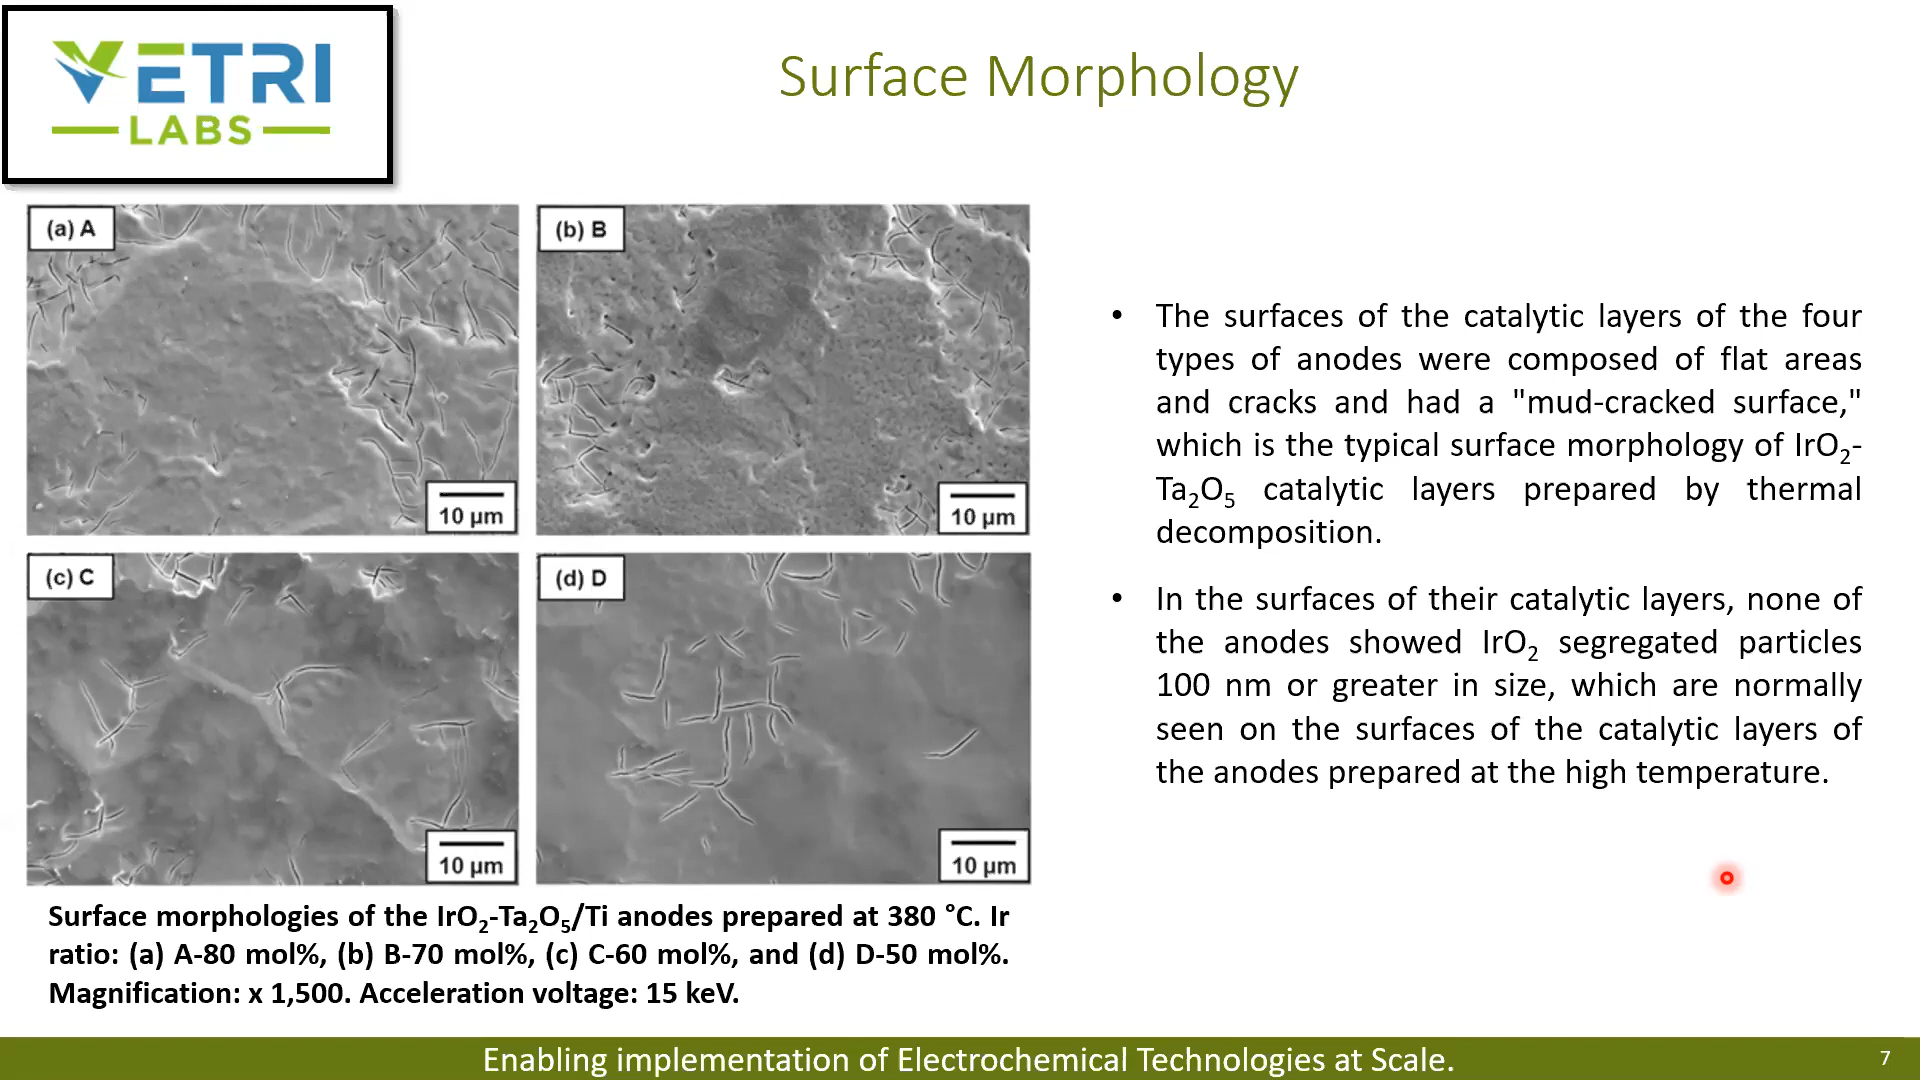 VETRI
LABS
Surface Morphology
(a) A
10 µm
(b) B
10 µm
(c) C
10 µm
(d) D
10 µm
Surface morphologies of the IrO₂-Ta₂O₅/Ti anodes prepared at 380 °C. Ir
ratio: (a) A-80 mol%, (b) B-70 mol%, (c) C-60 mol%, and (d) D-50 mol%.
Magnification: x 1,500. Acceleration voltage: 15 keV.
• The surfaces of the catalytic layers of the four
types of anodes were composed of flat areas
and cracks and had a "mud-cracked surface,"
which is the typical surface morphology of IrO₂-
Ta₂O₅ catalytic layers prepared by thermal
decomposition.
• In the surfaces of their catalytic layers, none of
the anodes showed IrO₂ segregated particles
100 nm or greater in size, which are normally
seen on the surfaces of the catalytic layers of
the anodes prepared at the high temperature.
Enabling implementation of Electrochemical Technologies at Scale.
7